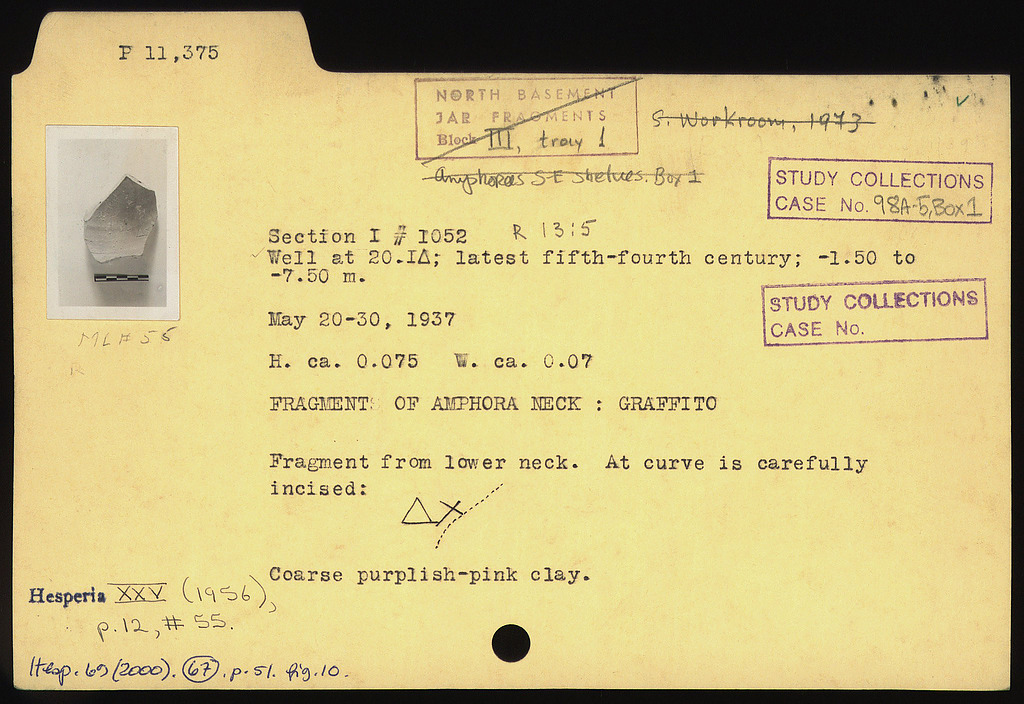 P 11,375
NORTH BASEMENT
JAR FRAGMENTS
Block III, tray 1
S. Workroom, 1973
Amphoras S-E shelves. Box 1
STUDY COLLECTIONS
CASE No. 98A-5, Box 1
Section I # 1052 R 13:5
Well at 20.IΔ; latest fifth-fourth century; -1.50 to
-7.50 m.
STUDY COLLECTIONS
CASE No.
May 20-30, 1937
ML # 55
H. ca. 0.075 W. ca. 0.07
R
FRAGMENT OF AMPHORA NECK : GRAFFITO
Fragment from lower neck. At curve is carefully
incised:
ΔX
Coarse purplish-pink clay.
Hesperia XXV (1956),
p.12, # 55.
Hesp. 69 (2000). 67. p. 51. fig. 10.